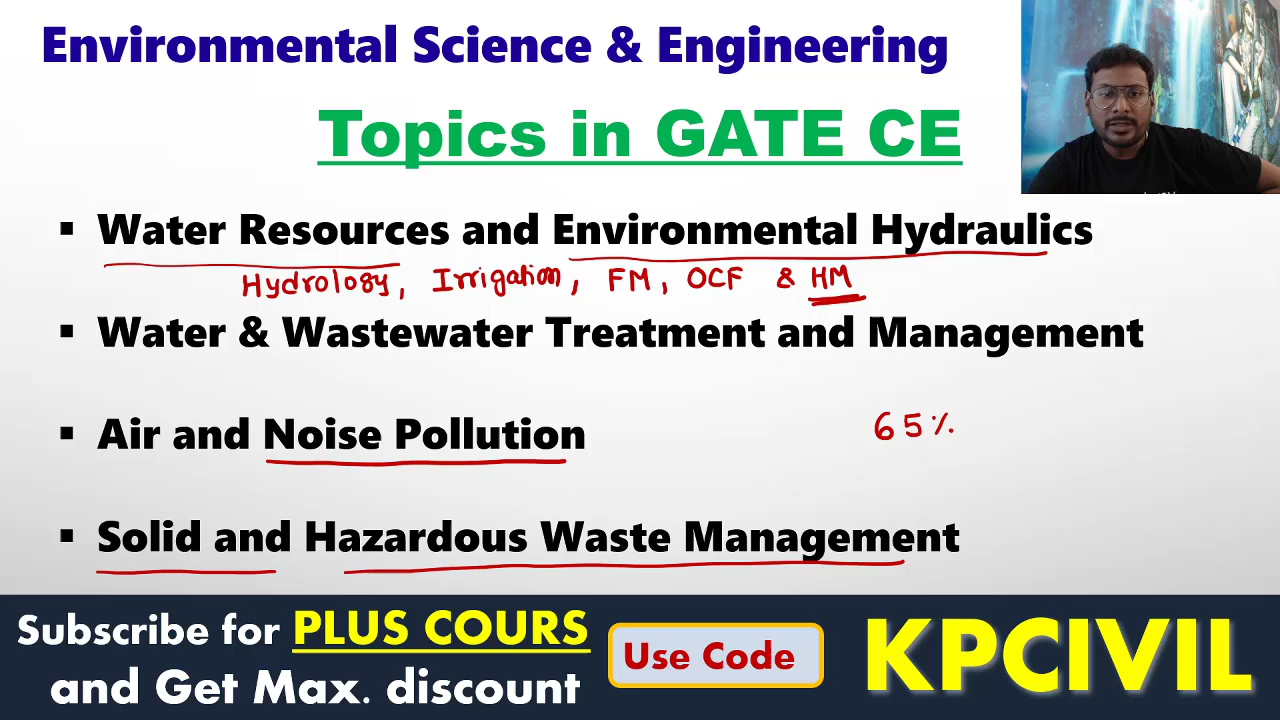 Environmental Science & Engineering
Topics in GATE CE
▪ Water Resources and Environmental Hydraulics
Hydrology, Irrigation, FM, OCF & HM
▪ Water & Wastewater Treatment and Management
▪ Air and Noise Pollution
65%
▪ Solid and Hazardous Waste Management
Subscribe for PLUS COURS
and Get Max. discount
Use Code
KPCIVIL